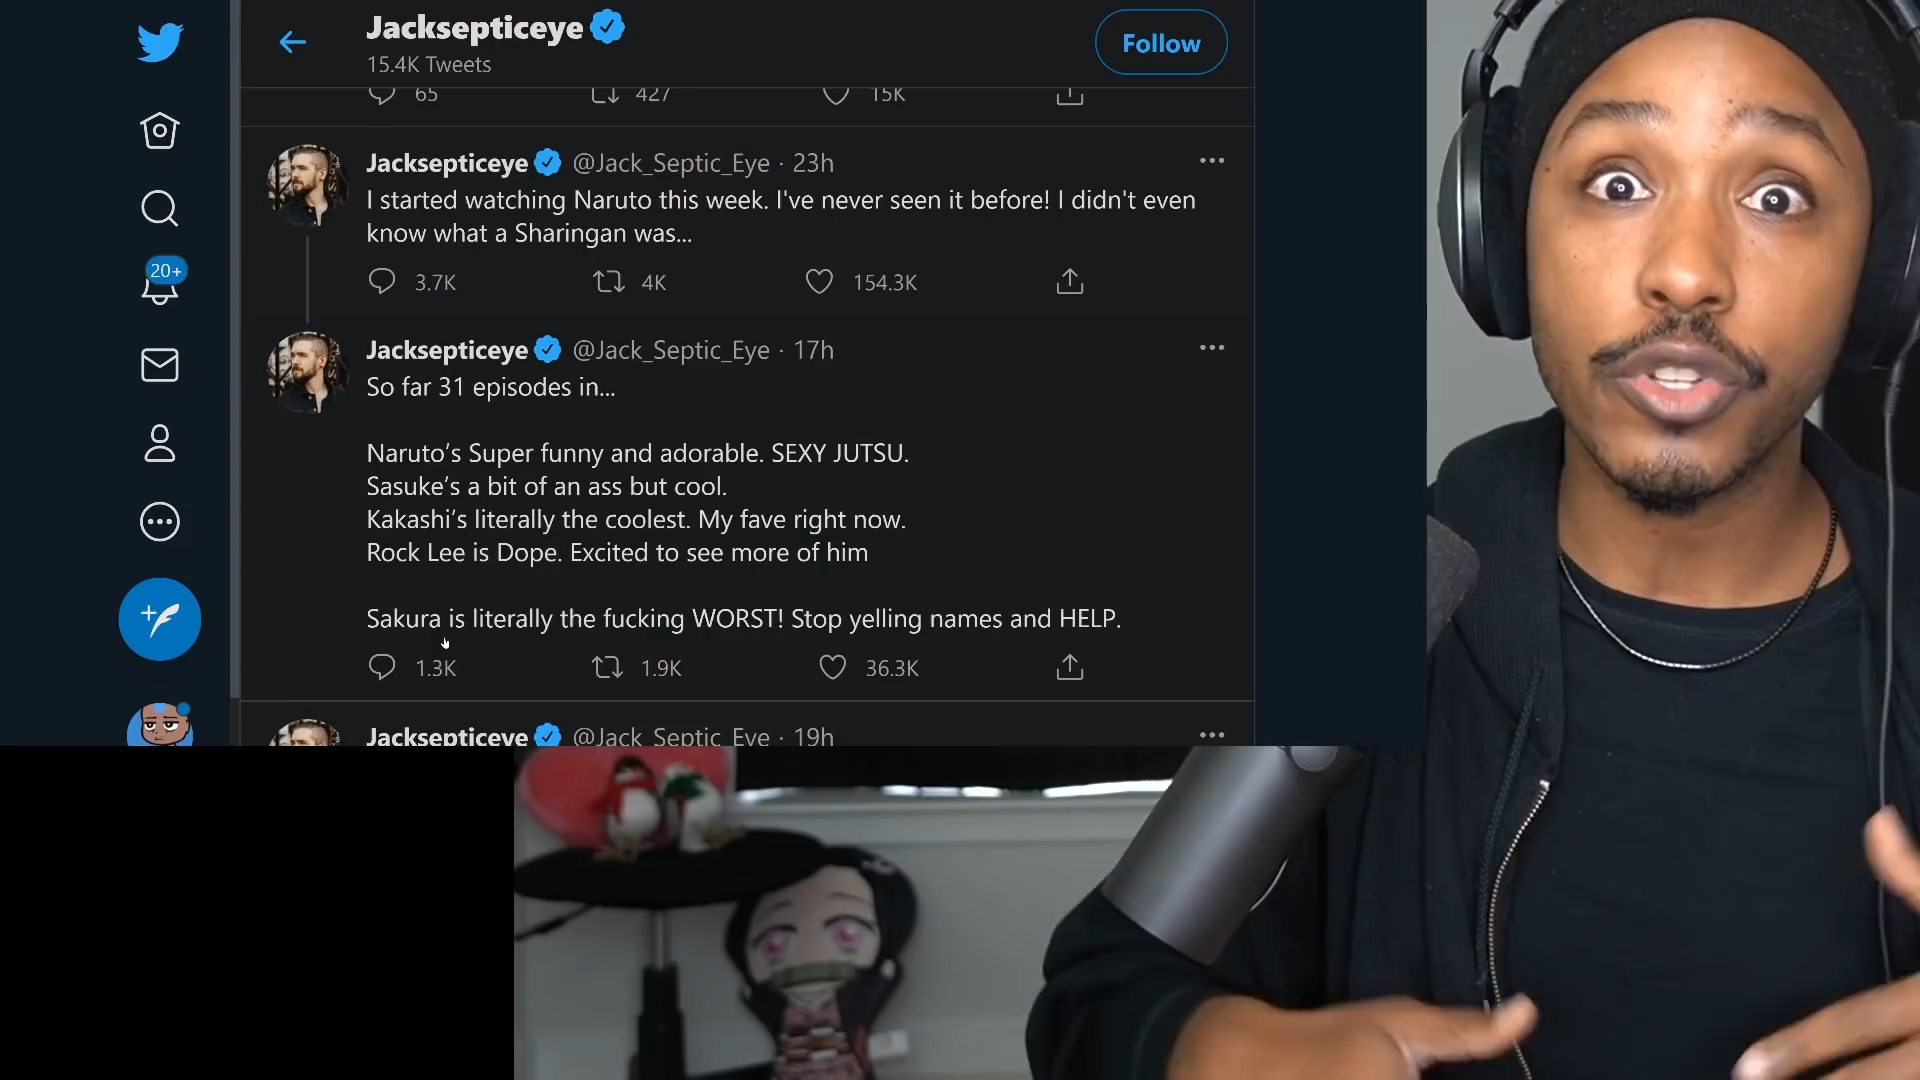 Jacksepticeye
15.4K Tweets
Follow
65 427 15K
Jacksepticeye @Jack_Septic_Eye · 23h
I started watching Naruto this week. I've never seen it before! I didn't even
know what a Sharingan was...
3.7K 4K 154.3K
20+
Jacksepticeye @Jack_Septic_Eye · 17h
So far 31 episodes in...
Naruto’s Super funny and adorable. SEXY JUTSU.
Sasuke’s a bit of an ass but cool.
Kakashi’s literally the coolest. My fave right now.
Rock Lee is Dope. Excited to see more of him
Sakura is literally the fucking WORST! Stop yelling names and HELP.
1.3K 1.9K 36.3K
Jacksepticeye @Jack_Septic_Eye · 19h